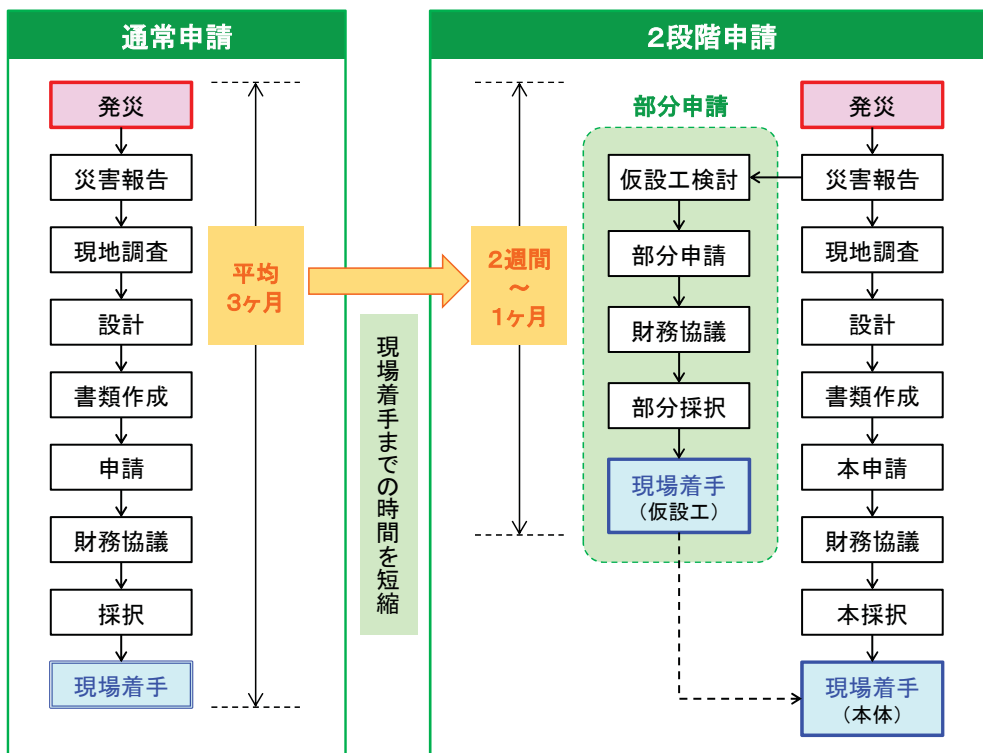 通常申請
発災
災害報告
現地調査
設計
書類作成
申請
財務協議
採択
現場着手
平均
3ヶ月
現場着手までの時間を短縮
2段階申請
2週間
～
1ヶ月
部分申請
仮設工検討
部分申請
財務協議
部分採択
現場着手
（仮設工）
発災
災害報告
現地調査
設計
書類作成
本申請
財務協議
本採択
現場着手
（本体）